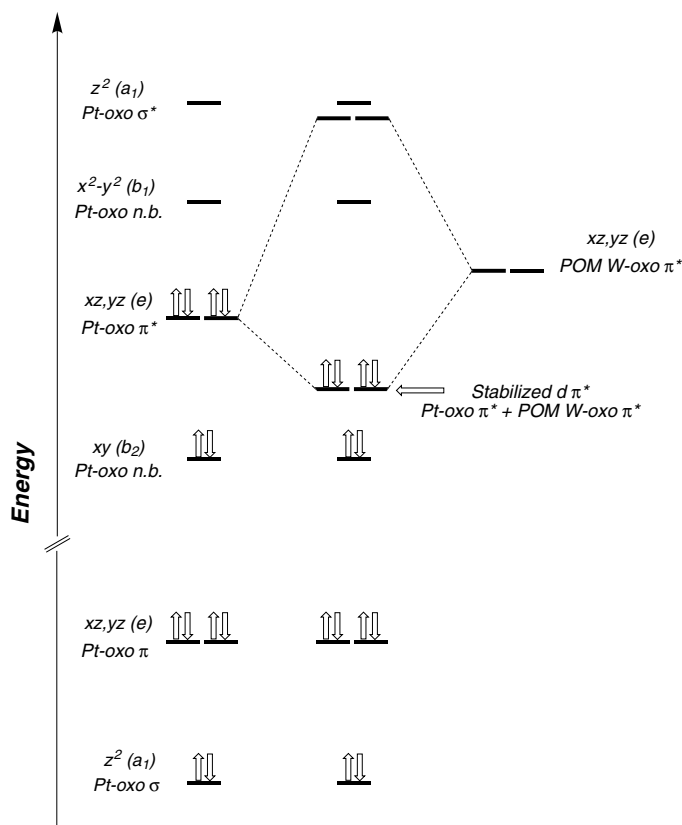 z² (a₁)
Pt-oxo σ*
x²-y² (b₁)
Pt-oxo n.b.
xz,yz (e)
POM W-oxo π*
xz,yz (e)
Pt-oxo π*
Stabilized d π*
Pt-oxo π* + POM W-oxo π*
xy (b₂)
Pt-oxo n.b.
Energy
xz,yz (e)
Pt-oxo π
z² (a₁)
Pt-oxo σ